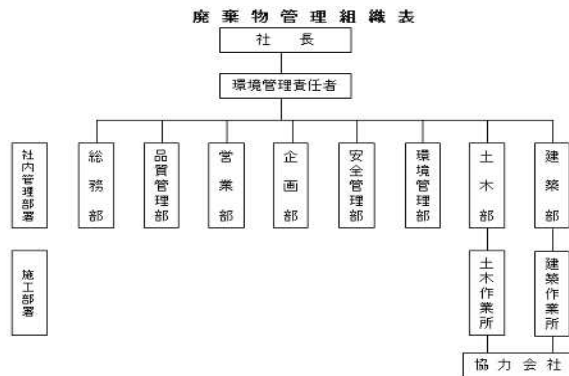 廃棄物管理組織表
社長
環境管理責任者
社内管理部署
総務部
品質管理部
営業部
企画部
安全管理部
環境管理部
土木部
建築部
施工部署
土木作業所
建築作業所
協力会社